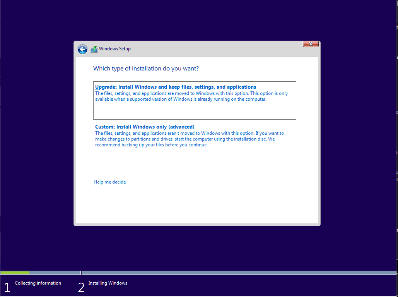 Windows Setup
Which type of installation do you want?
Upgrade: Install Windows and keep files, settings, and applications
The files, settings, and applications are moved to Windows with this option. This option is only
available when a supported version of Windows is already running on the computer.
Custom: Install Windows only (advanced)
The files, settings, and applications aren't moved to Windows with this option. If you want to
make changes to partitions and drives, start the computer using the installation disc. We
recommend backing up your files before you continue.
Help me decide
1 Collecting information
2 Installing Windows